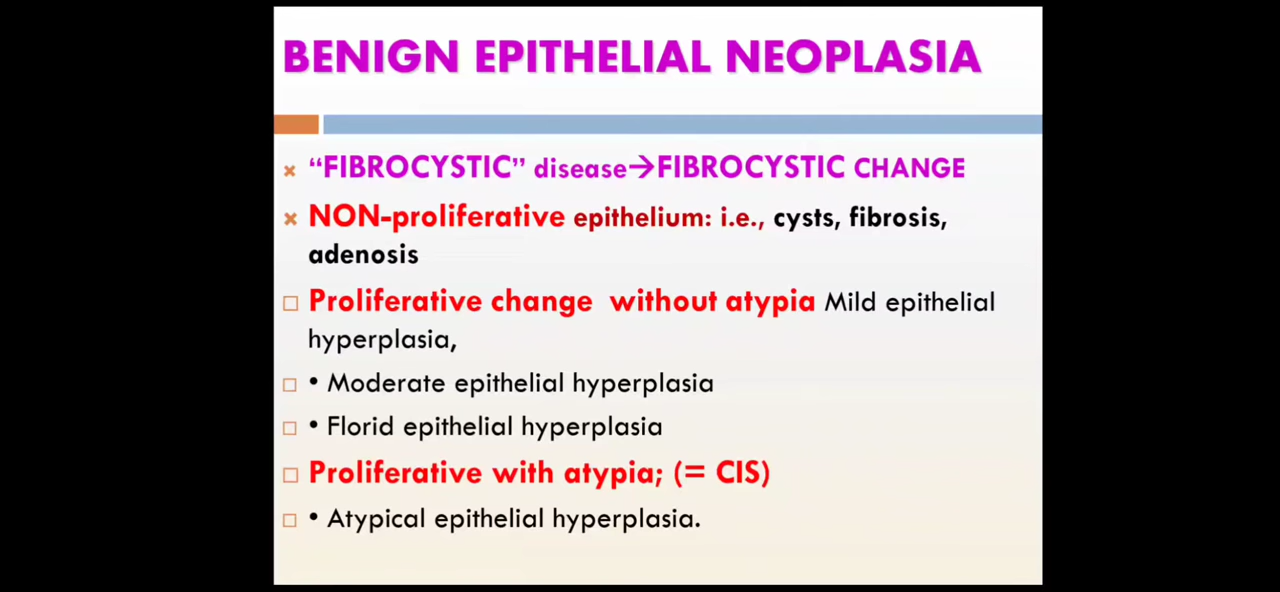 BENIGN EPITHELIAL NEOPLASIA
“FIBROCYSTIC” disease→FIBROCYSTIC CHANGE
NON-proliferative epithelium: i.e., cysts, fibrosis,
adenosis
Proliferative change without atypia Mild epithelial
hyperplasia,
• Moderate epithelial hyperplasia
• Florid epithelial hyperplasia
Proliferative with atypia; (= CIS)
• Atypical epithelial hyperplasia.